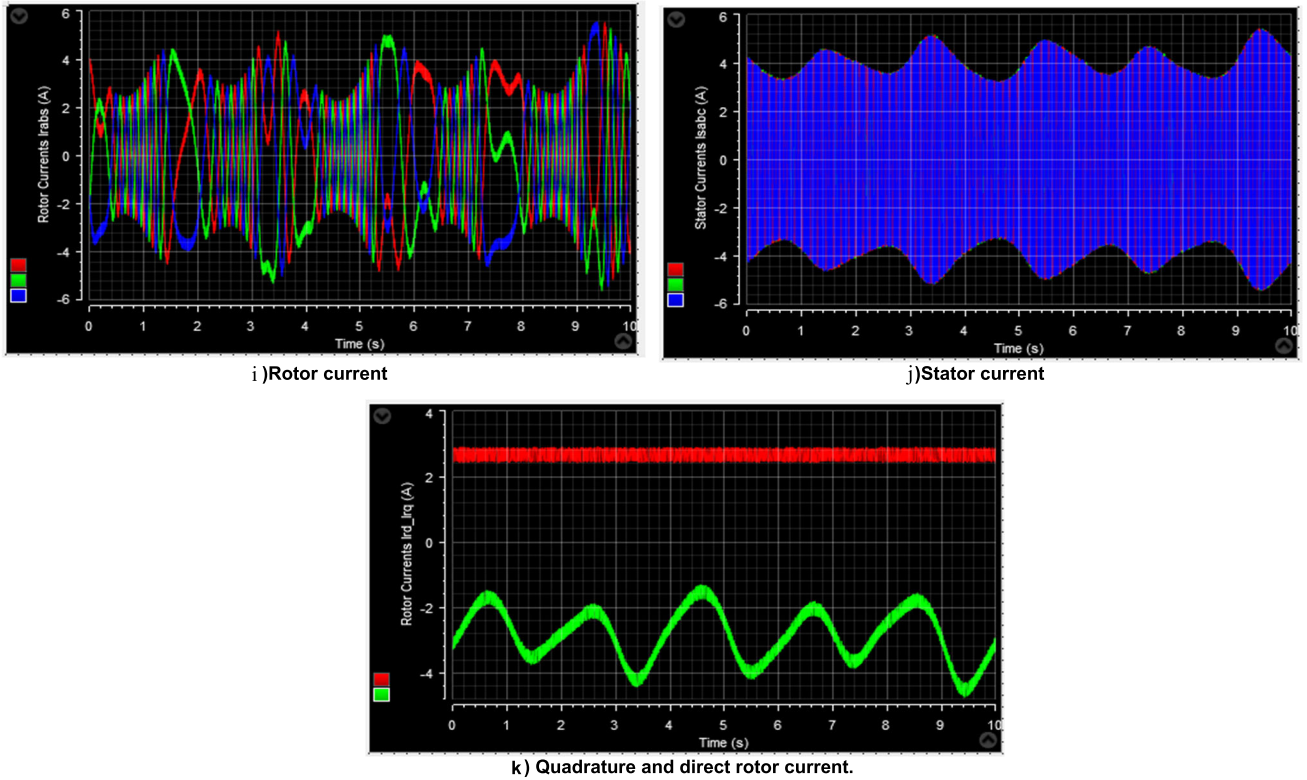 6
4
2
0
-2
-4
-6
Rotor Currents Irabs (A)
0 1 2 3 4 5 6 7 8 9 10
Time (s)
i )Rotor current
6
4
2
0
-2
-4
-6
Stator Currents Isabc (A)
0 1 2 3 4 5 6 7 8 9 10
Time (s)
j)Stator current
4
2
0
-2
-4
Rotor Currents Ird_Irq (A)
0 1 2 3 4 5 6 7 8 9 10
Time (s)
k) Quadrature and direct rotor current.